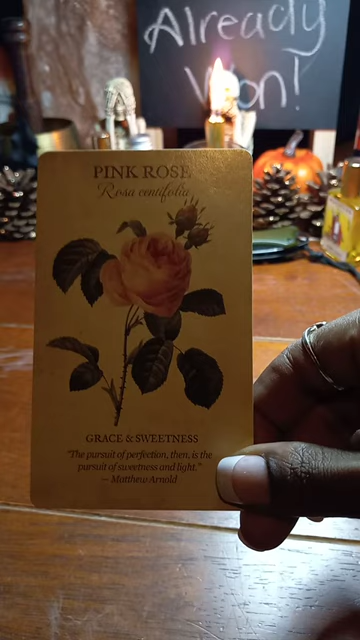 Already
Won!
PINK ROSE
Rosa centifolia
GRACE & SWEETNESS
"The pursuit of perfection, then, is the
pursuit of sweetness and light."
— Matthew Arnold